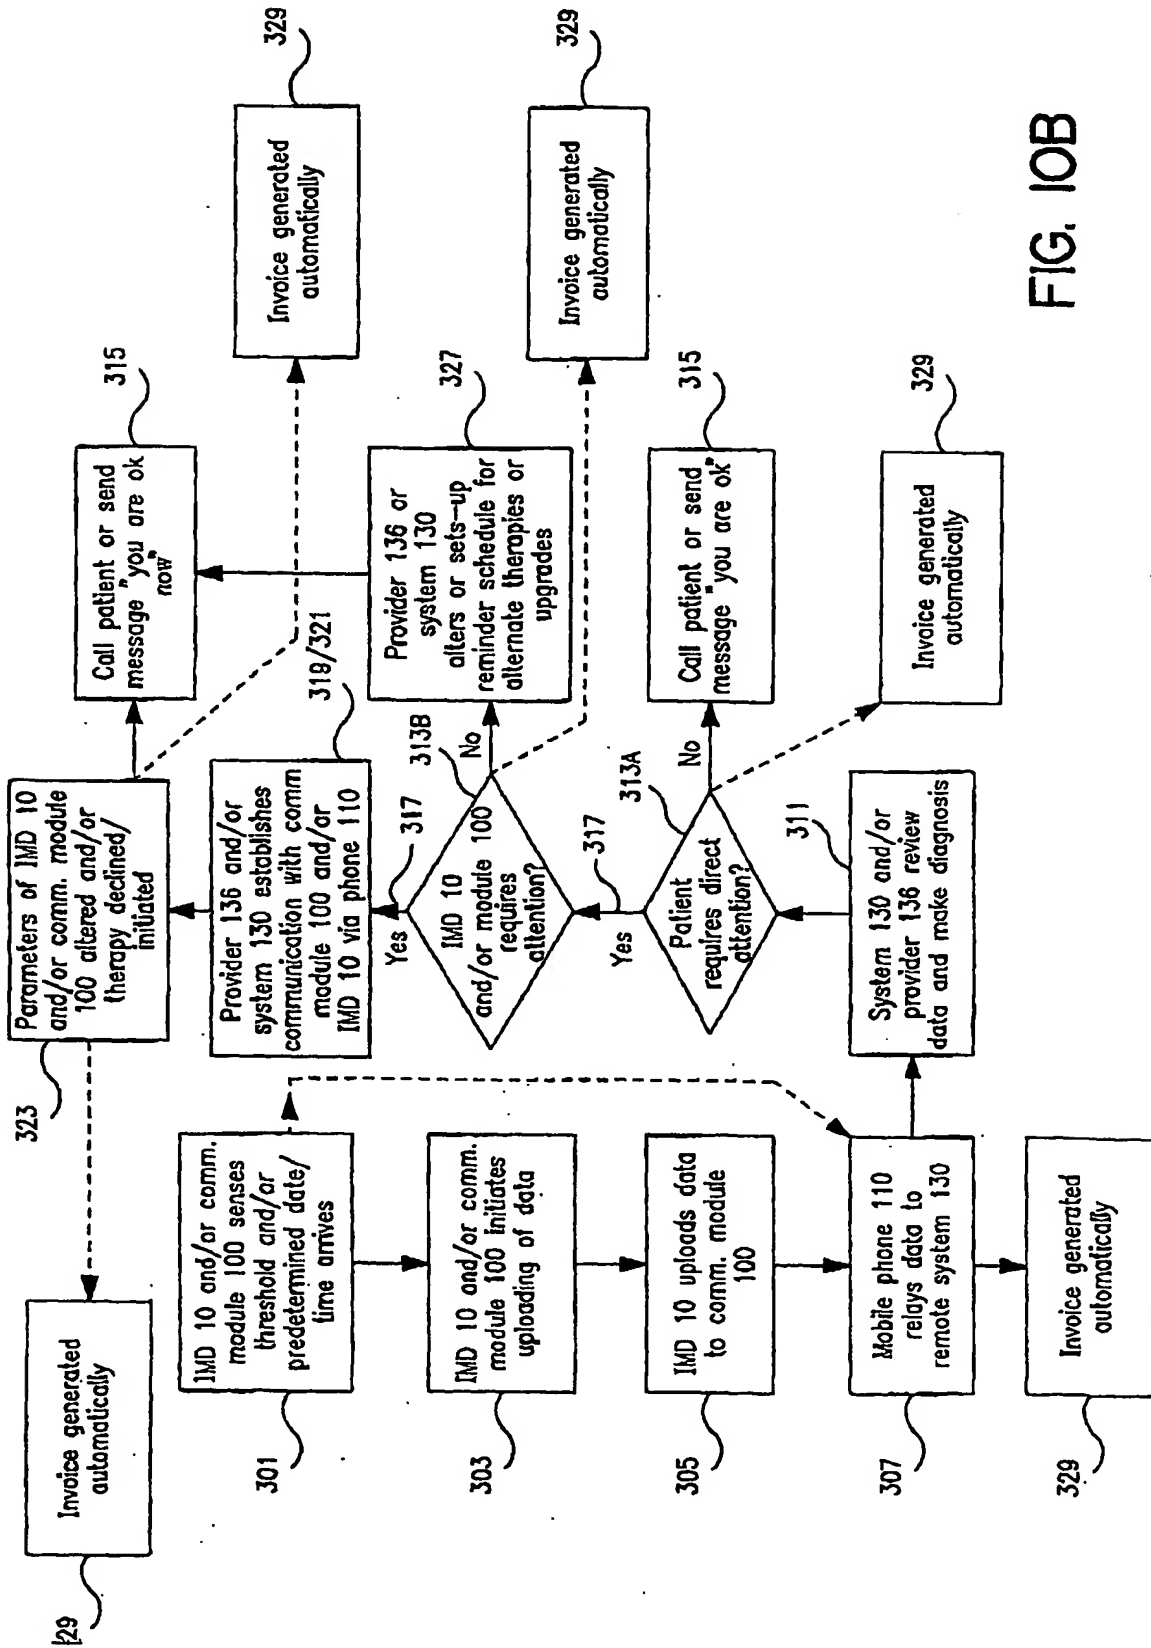 329
Invoice generated
automatically
323
Parameters of IMD 10
and/or comm. module
100 altered and/or
therapy declined/
initiated
315
Call patient or send
message "you are ok
now"
329
Invoice generated
automatically
301
IMD 10 and/or comm.
module 100 senses
threshold and/or
predetermined date/
time arrives
319/321
Provider 136 and/or
system 130 establishes
communication with comm
module 100 and/or
IMD 10 via phone 110
317
Yes
303
IMD 10 and/or comm.
module 100 initiates
uploading of data
313B
IMD 10
and/or module 100
requires
attention?
No
327
Provider 136 or
system 130
alters or sets-up
reminder schedule for
alternate therapies or
upgrades
329
Invoice generated
automatically
317
Yes
305
IMD 10 uploads data
to comm. module
100
313A
Patient
requires direct
attention?
No
315
Call patient or send
message "you are ok"
307
Mobile phone 110
relays data to
remote system 130
311
System 130 and/or
provider 136 review
data and make diagnosis
329
Invoice generated
automatically
329
Invoice generated
automatically
FIG. 10B